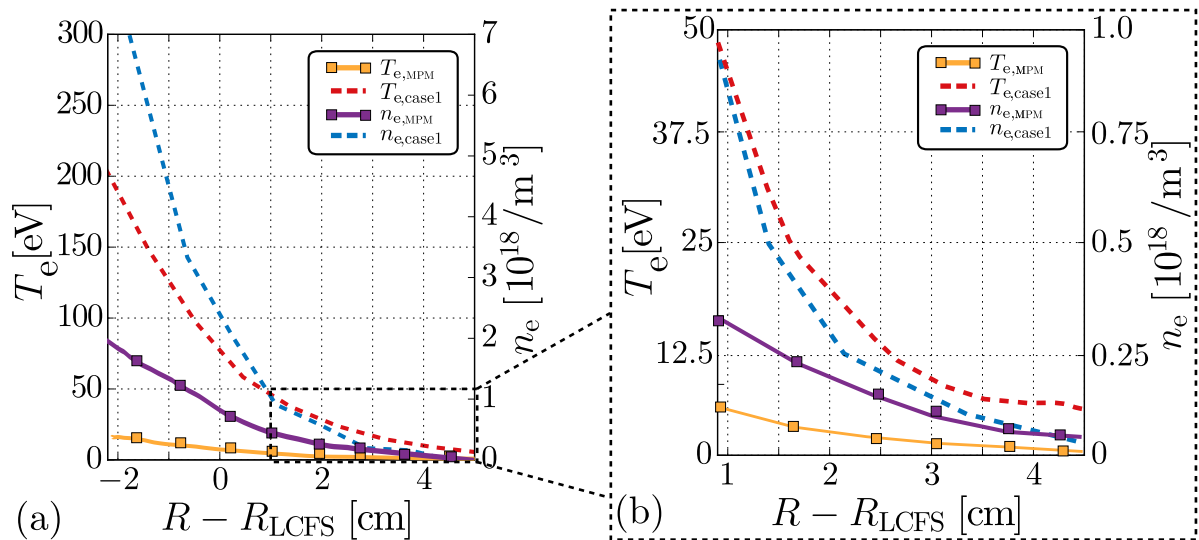 300
250
200
150
100
50
0
T_e[eV]
7
6
5
4
3
2
1
0
n_e [10^18/m^3]
T_e,MPM
T_e,case1
n_e,MPM
n_e,case1
−2
0
2
4
(a)
R − R_LCFS [cm]
50
37.5
25
12.5
0
T_e[eV]
1.0
0.75
0.5
0.25
0
n_e [10^18/m^3]
T_e,MPM
T_e,case1
n_e,MPM
n_e,case1
1
2
3
4
(b)
R − R_LCFS [cm]